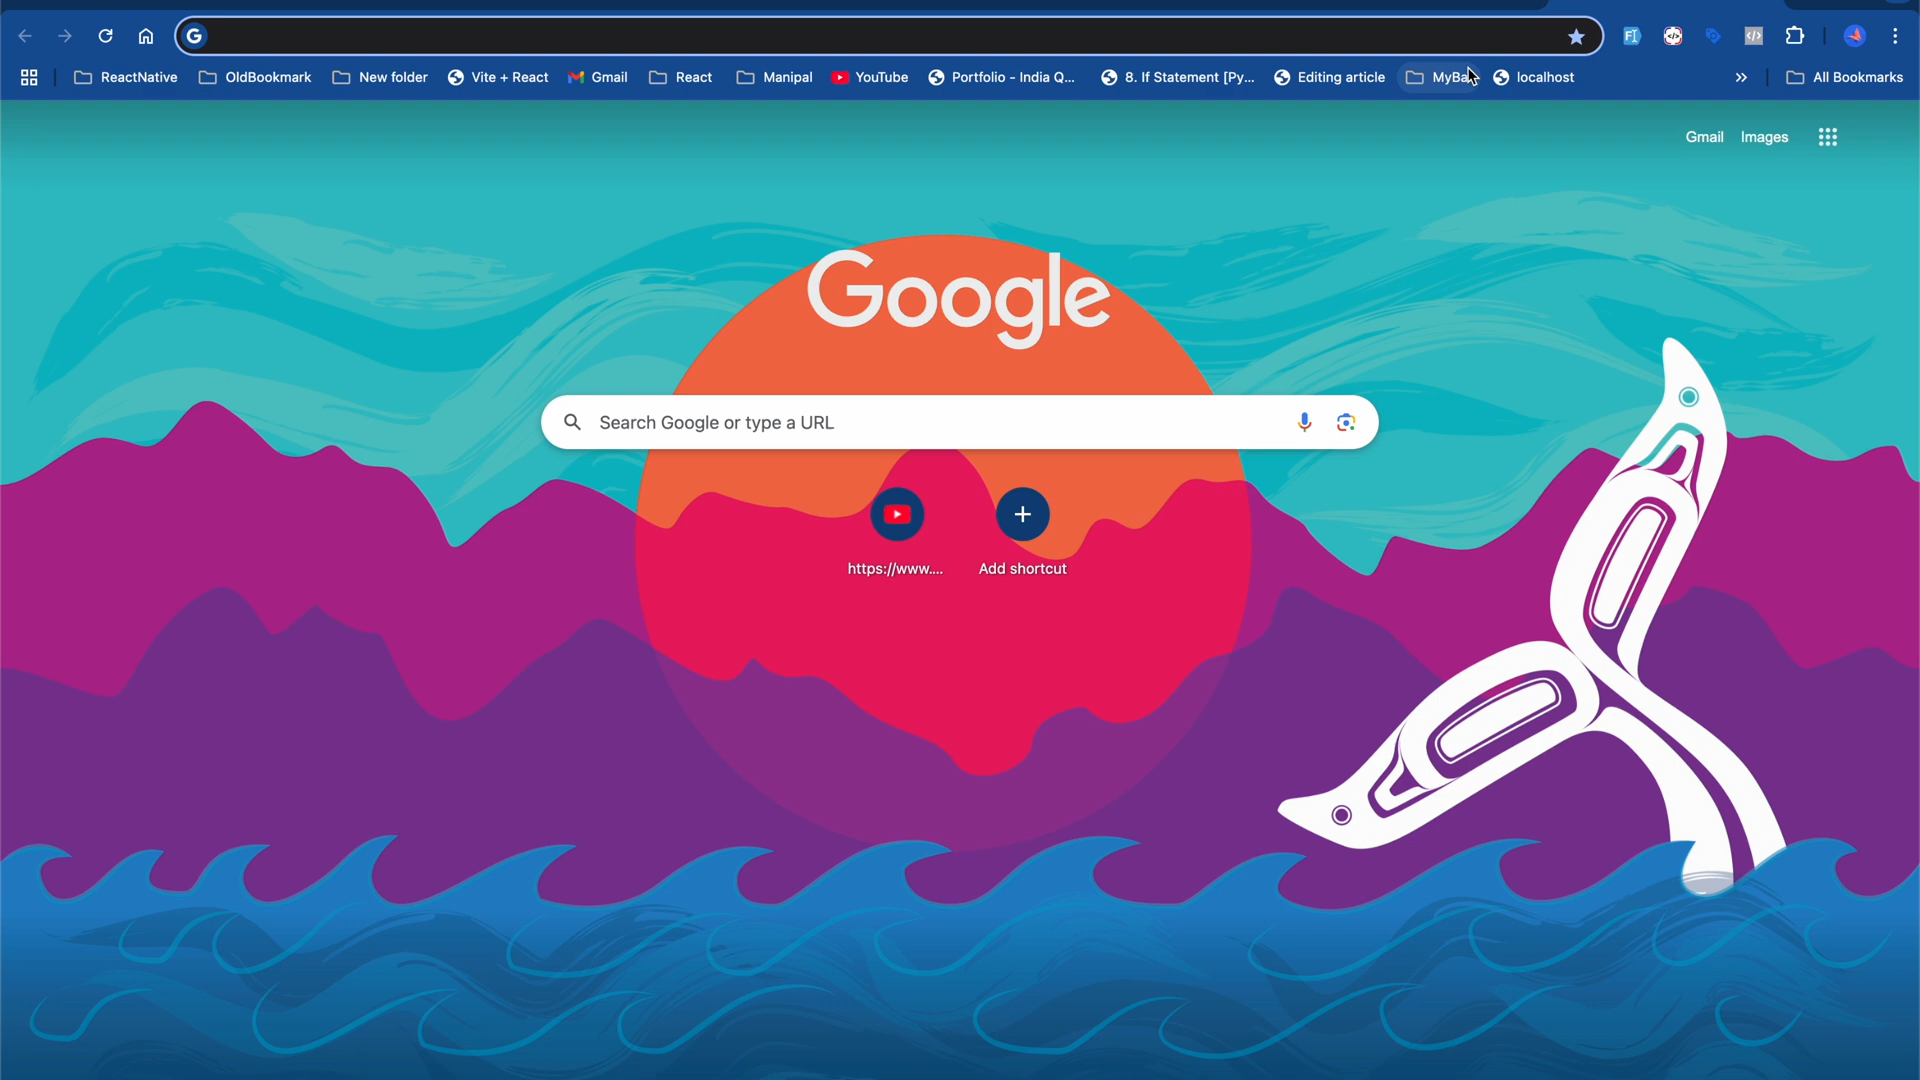 ReactNative OldBookmark New folder Vite + React Gmail React Manipal YouTube Portfolio - India Q... 8. If Statement [Py... Editing article localhost All Bookmarks
Gmail Images
Google
Search Google or type a URL
https://www....
Add shortcut